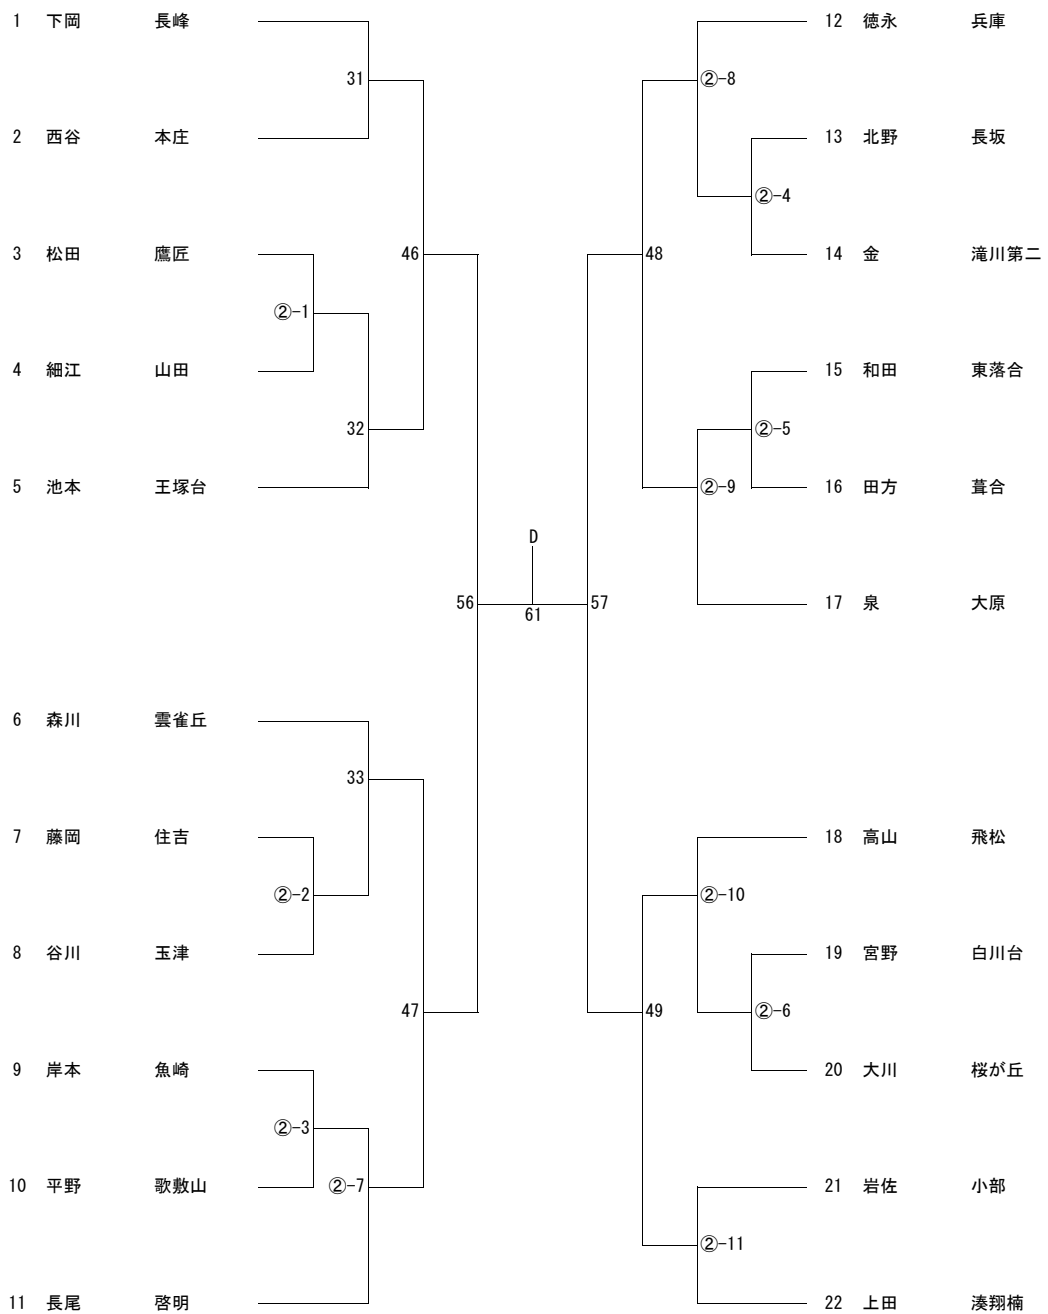 1 下岡 長峰
31
2 西谷 本庄
3 松田 鷹匠
46
②-1
4 細江 山田
32
5 池本 王塚台
56
6 森川 雲雀丘
33
7 藤岡 住吉
②-2
8 谷川 玉津
47
9 岸本 魚崎
②-3
10 平野 歌敷山
②-7
11 長尾 啓明
D
61
12 徳永 兵庫
②-8
13 北野 長坂
②-4
48
14 金 滝川第二
15 和田 東落合
②-5
②-9
16 田方 葺合
57
17 泉 大原
18 高山 飛松
②-10
19 宮野 白川台
49
②-6
20 大川 桜が丘
21 岩佐 小部
②-11
22 上田 湊翔楠